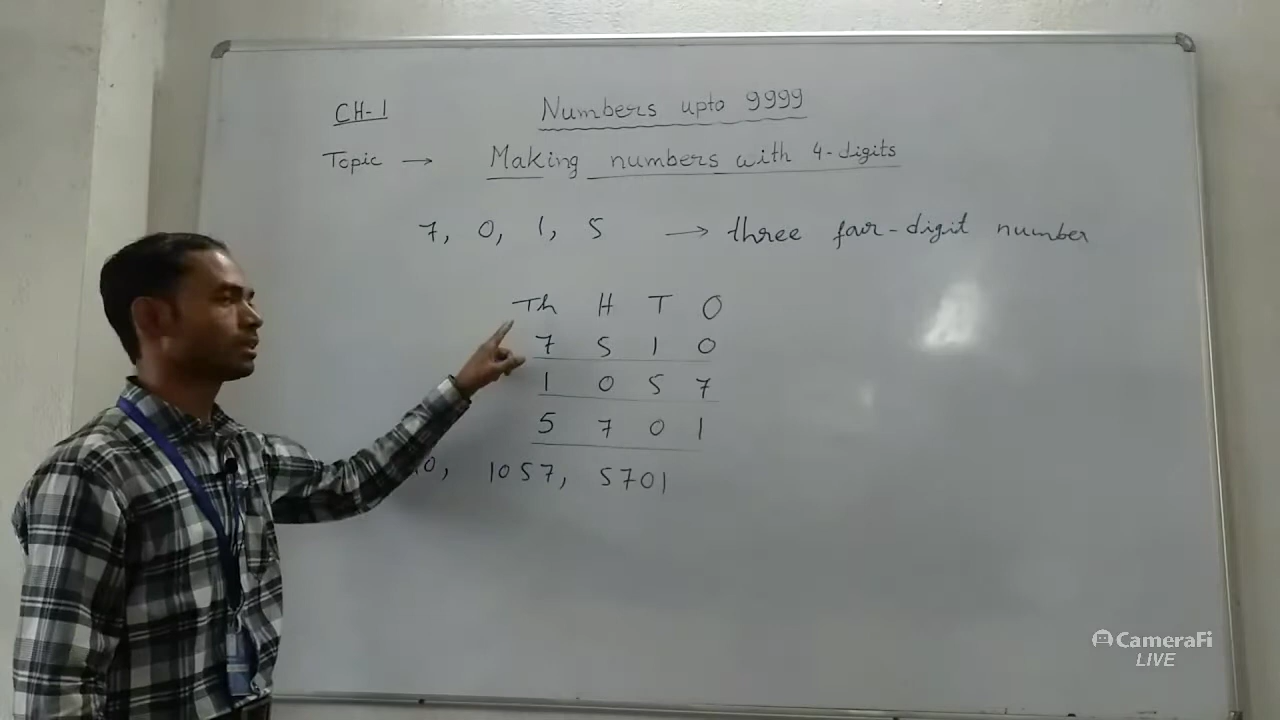 CH-1 Numbers upto 9999
Topic → Making numbers with 4-digits
7, 0, 1, 5 → three four-digit number
Th H T O
7 5 1 0
1 0 5 7
5 7 0 1
10, 1057, 5701
CameraFi
LIVE